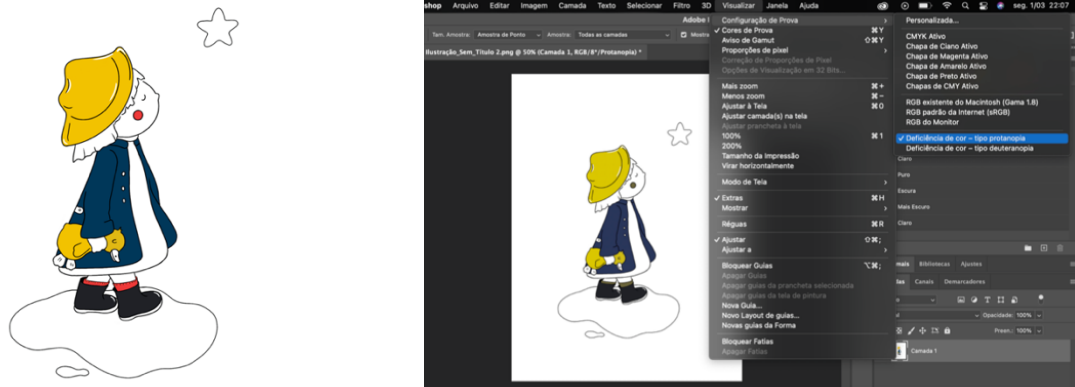 shop Arquivo Editar Imagem Camada Texto Selecionar Filtro 3D Visualizar Janela Ajuda seg. 1/03 22:07
Adobe
Tam. Amostra: Amostra de Ponto Amostra: Todas as camadas Mostra
Ilustração_Sem_Título 2.png @ 50% (Camada 1, RGB/8*/Protanopia) *
Configuração de Prova
Cores de Prova ⌘Y
Aviso de Gamut ⇧⌘Y
Proporções de pixel
Correção de Proporções de Pixel
Opções de Visualização em 32 Bits...
Mais zoom ⌘+
Menos zoom ⌘−
Ajustar à Tela ⌘0
Ajustar camada(s) na tela
Ajustar prancheta à tela
100% ⌘1
200%
Tamanho da Impressão
Virar horizontalmente
Modo de Tela
Extras ⌘H
Mostrar
Réguas ⌘R
Ajustar ⇧⌘;
Ajustar a
Bloquear Guias ⌥⌘;
Apagar Guias
Apagar guias da prancheta selecionada
Apagar guias da tela de pintura
Nova Guia...
Novo Layout de guias...
Novas guias da Forma
Bloquear Fatias
Apagar Fatias
Personalizada...
CMYK Ativo
Chapa de Ciano Ativo
Chapa de Magenta Ativo
Chapa de Amarelo Ativo
Chapa de Preto Ativo
Chapas de CMY Ativo
RGB existente do Macintosh (Gama 1.8)
RGB padrão da Internet (sRGB)
RGB do Monitor
Deficiência de cor – tipo protanopia
Deficiência de cor – tipo deuteranopia
Claro
Puro
Escura
Mais Escuro
Claro
mais Bibliotecas Ajustes
las Canais Demarcadores
Opacidade: 100%
Preen.: 100%
Camada 1